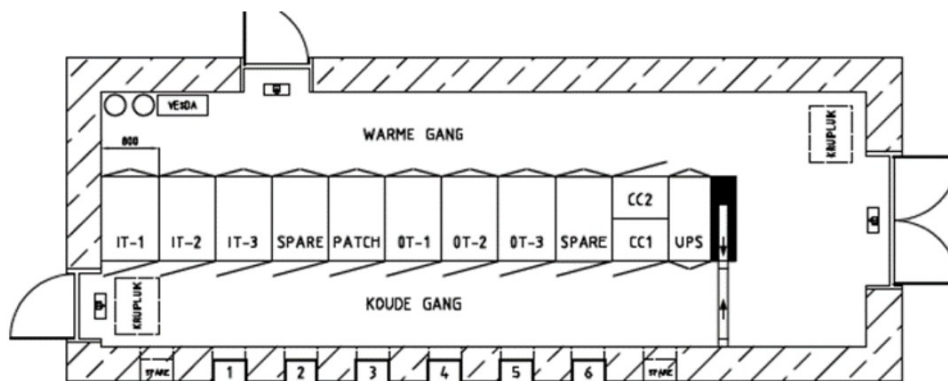 VESDA
WARME GANG
KRUIPLUIK
800
CC2
IT-1 IT-2 IT-3 SPARE PATCH OT-1 OT-2 OT-3 SPARE CC1 UPS
KRUIPLUIK
KOUDE GANG
SPARE 1 2 3 4 5 6 SPARE